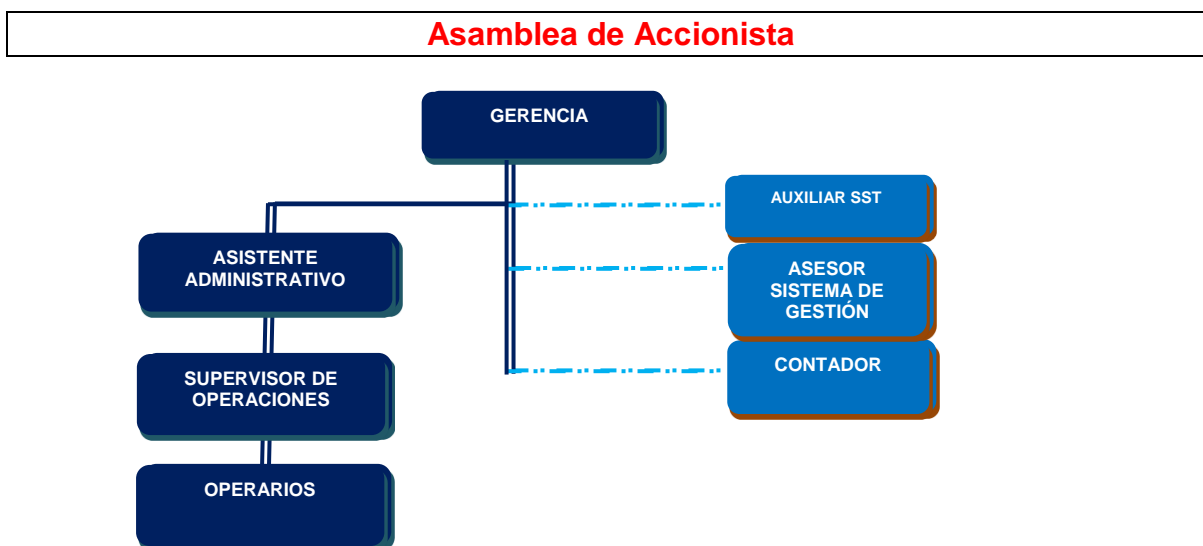 Asamblea de Accionista
GERENCIA
AUXILIAR SST
ASISTENTE
ADMINISTRATIVO
ASESOR
SISTEMA DE
GESTIÓN
SUPERVISOR DE
OPERACIONES
CONTADOR
OPERARIOS